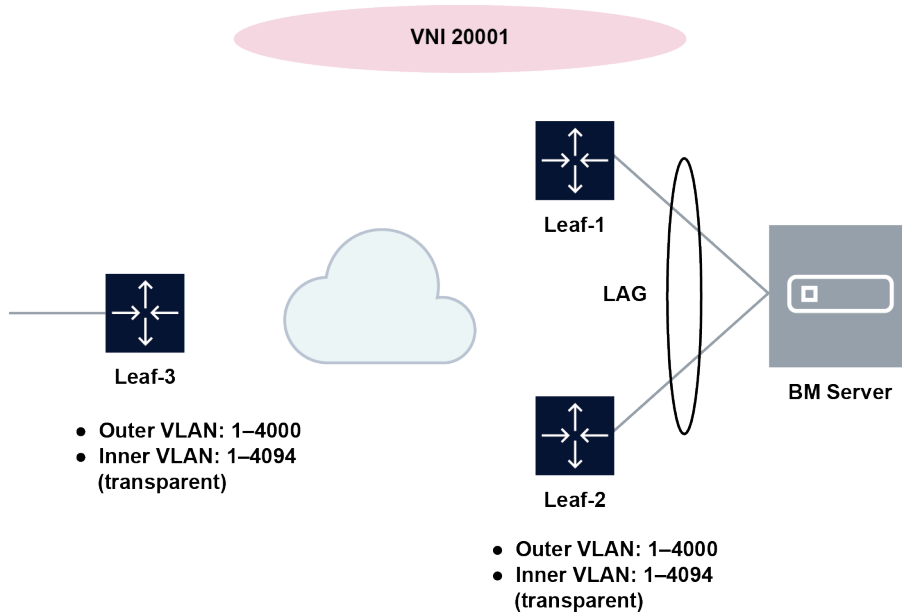 VNI 20001
Leaf-1
LAG
Leaf-3
BM Server
● Outer VLAN: 1–4000
● Inner VLAN: 1–4094
(transparent)
Leaf-2
● Outer VLAN: 1–4000
● Inner VLAN: 1–4094
(transparent)